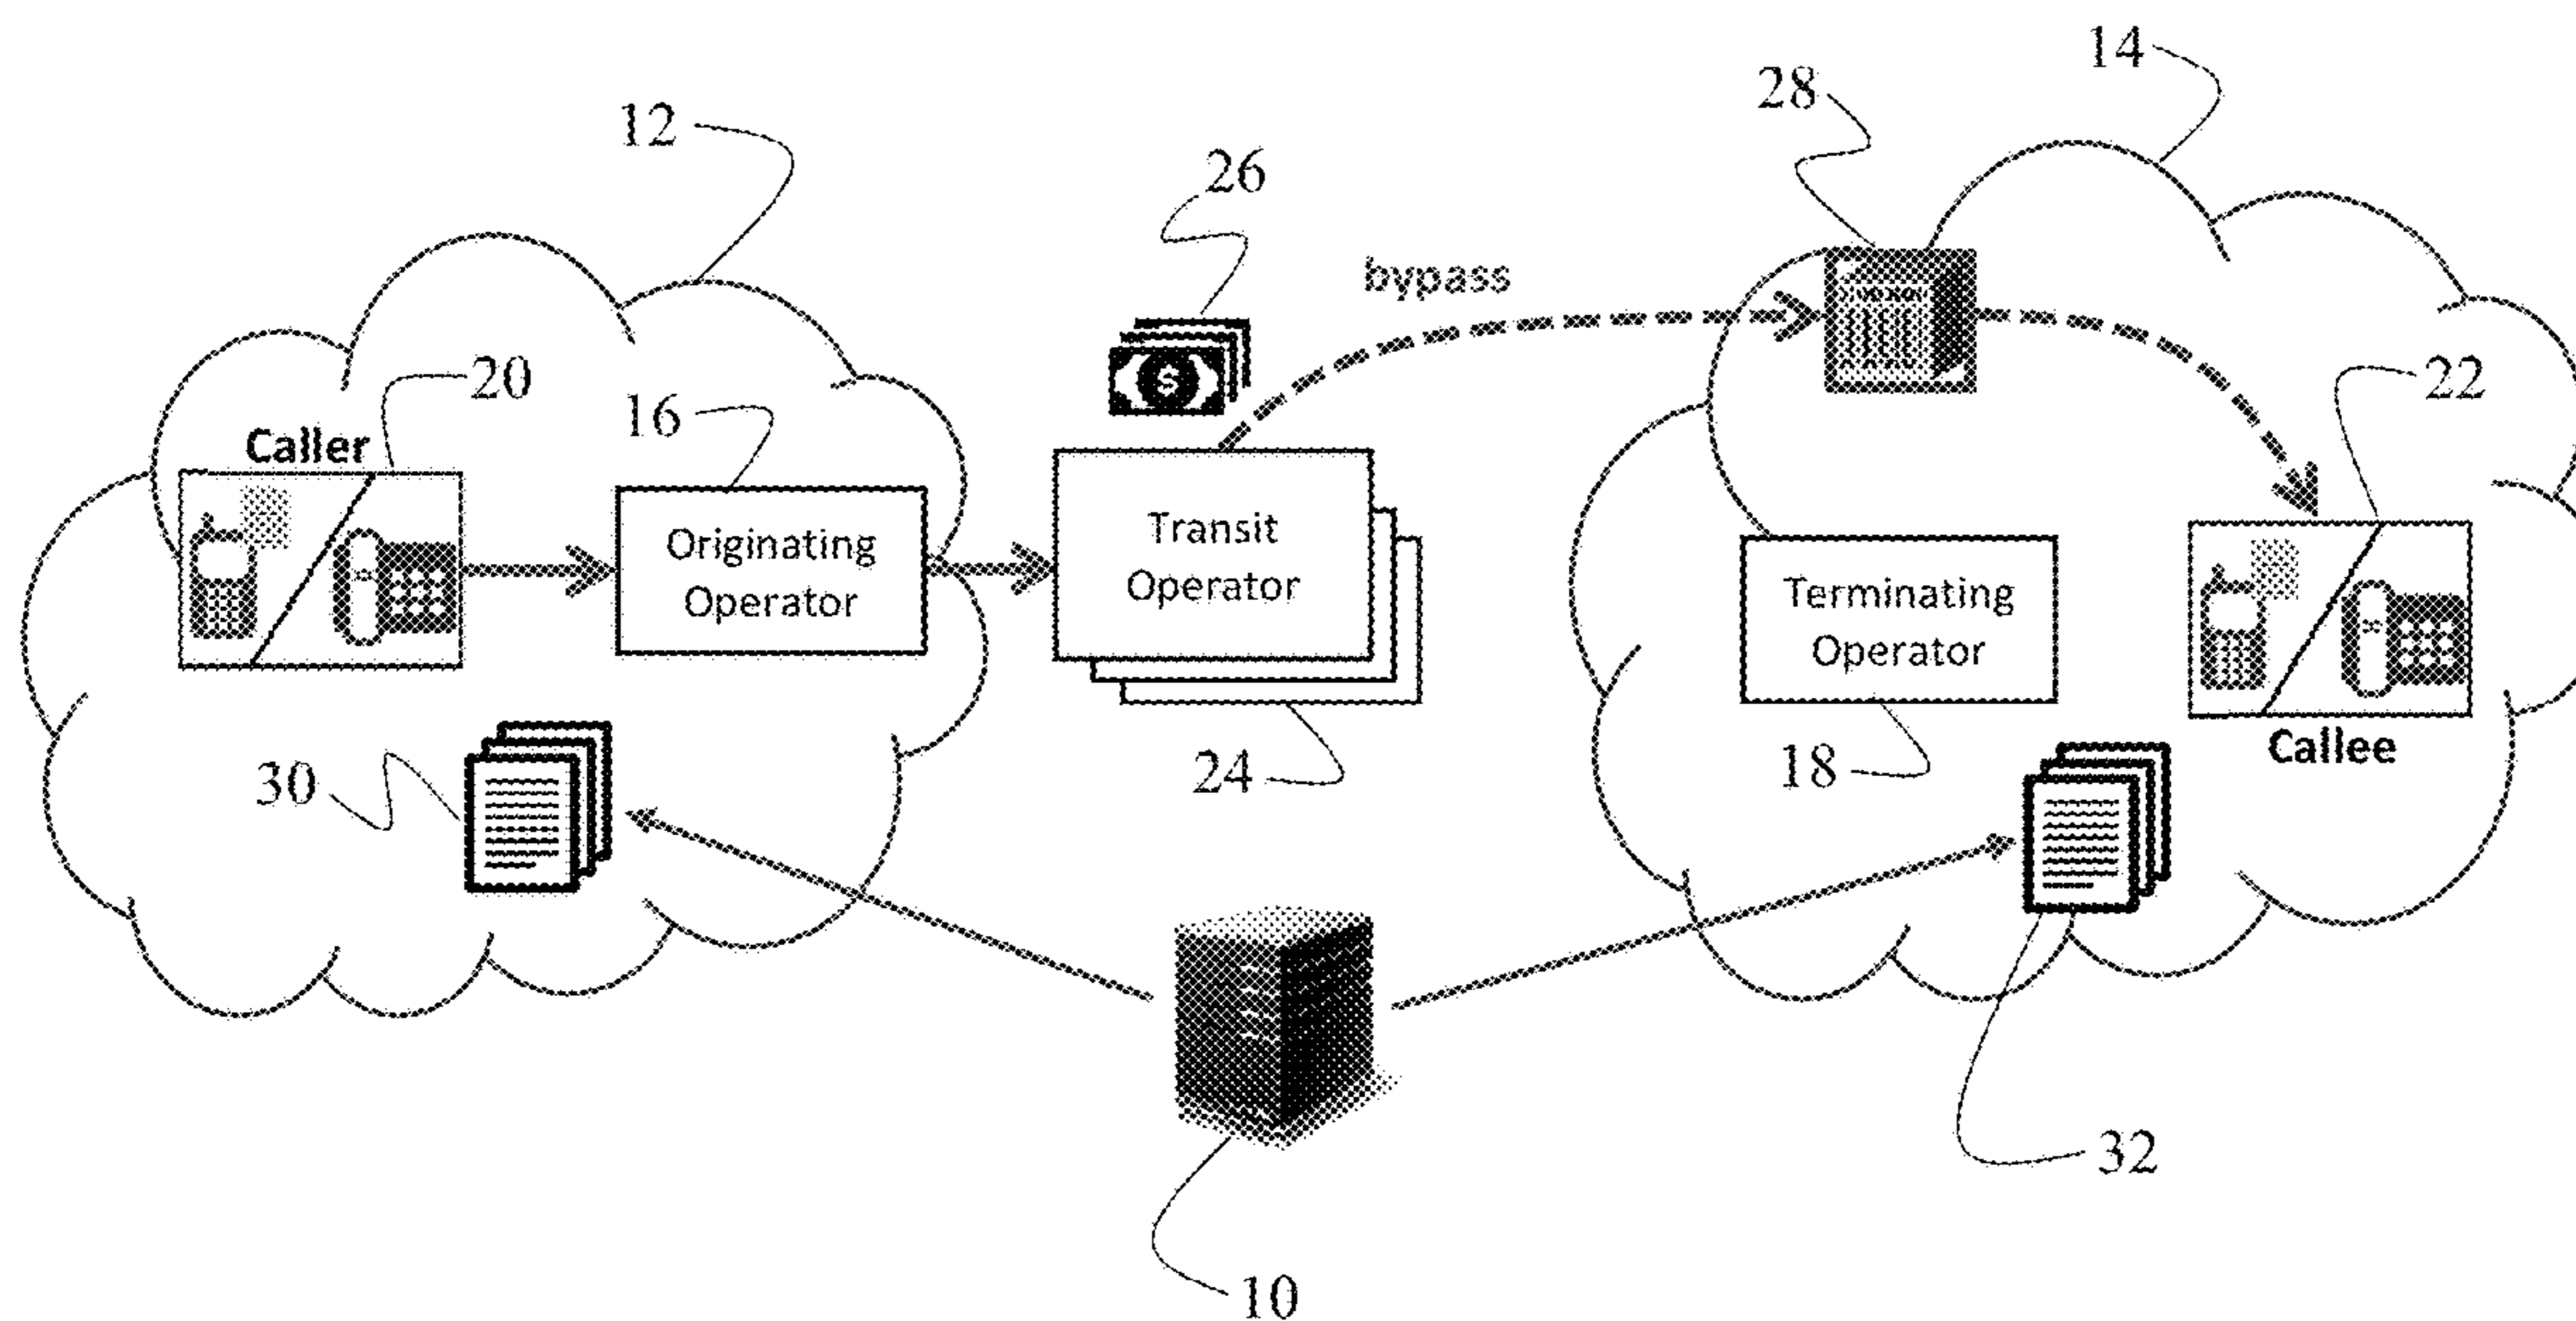 14
28
12
26
bypass
20
22
16
Caller
Originating
Operator
Transit
Operator
Terminating
Operator
$
Callee
30
24
18
32
10